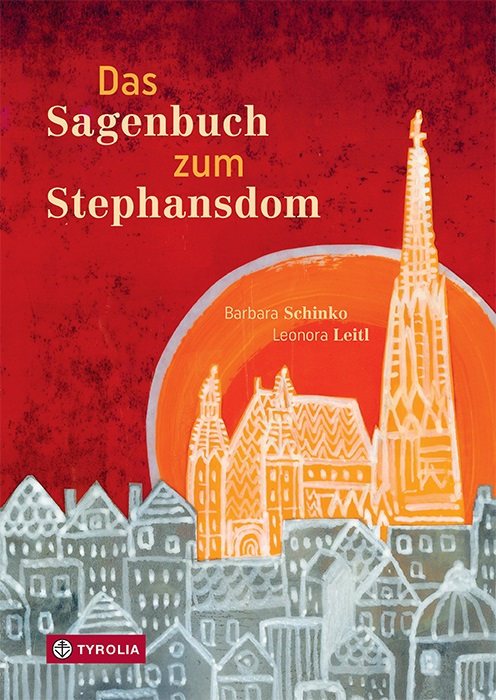 Das
Sagenbuch
zum
Stephansdom
Barbara Schinko
Leonora Leitl
TYROLIA